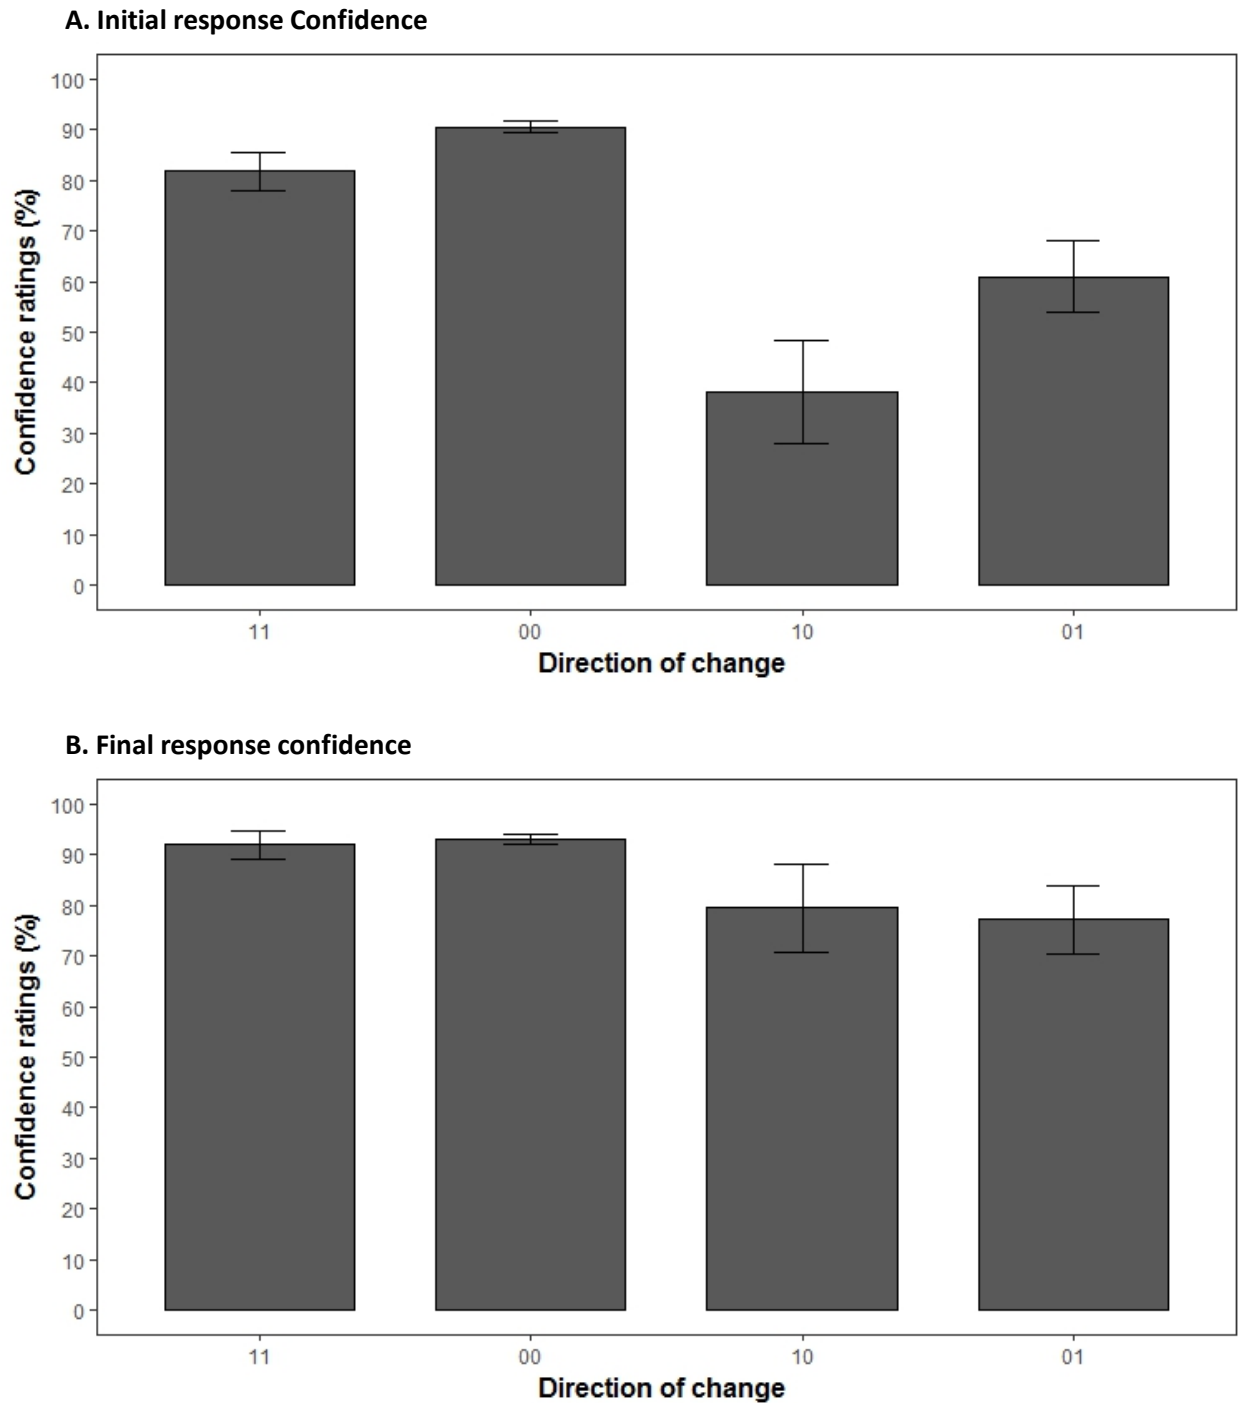 A. Initial response Confidence
100
90
80
70
60
50
40
30
20
10
0
Confidence ratings (%)
11 00 10 01
Direction of change
B. Final response confidence
100
90
80
70
60
50
40
30
20
10
0
Confidence ratings (%)
11 00 10 01
Direction of change